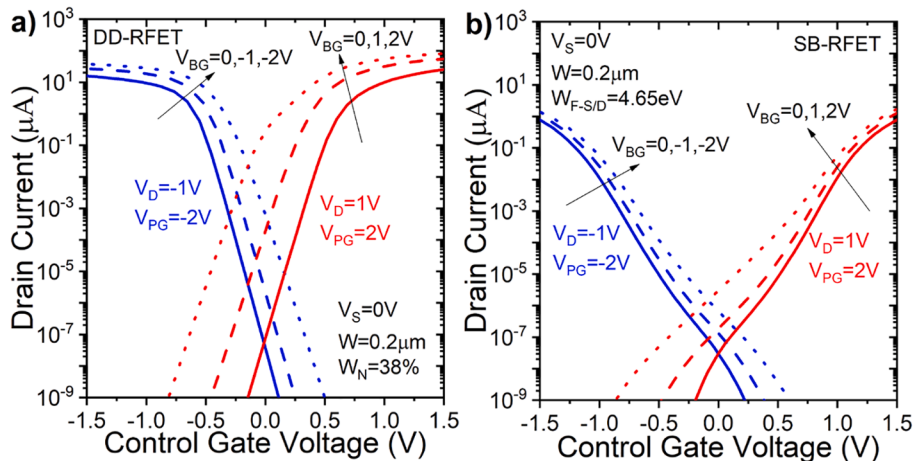 a)
DD-RFET
V_BG=0,-1,-2V
V_BG=0,1,2V
V_D=-1V
V_PG=-2V
V_D=1V
V_PG=2V
V_S=0V
W=0.2μm
W_N=38%
Drain Current (μA)
10^3
10^1
10^-1
10^-3
10^-5
10^-7
10^-9
-1.5 -1.0 -0.5 0.0 0.5 1.0 1.5
Control Gate Voltage (V)
b)
V_S=0V
SB-RFET
W=0.2μm
W_F-S/D=4.65eV
V_BG=0,-1,-2V
V_BG=0,1,2V
V_D=-1V
V_PG=-2V
V_D=1V
V_PG=2V
Drain Current (μA)
10^3
10^1
10^-1
10^-3
10^-5
10^-7
10^-9
-1.5 -1.0 -0.5 0.0 0.5 1.0 1.5
Control Gate Voltage (V)